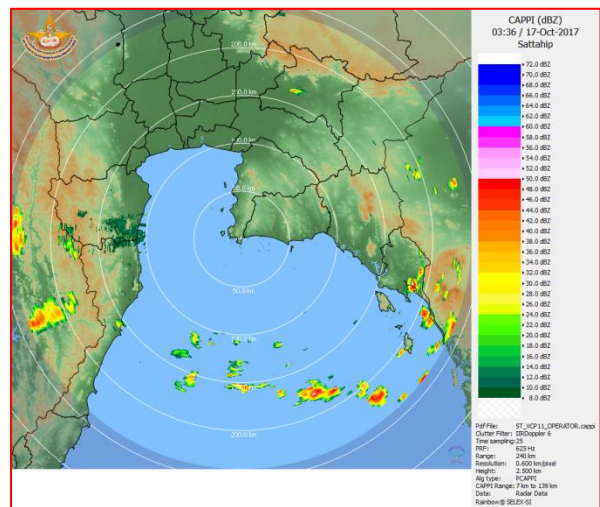 CAPPI (dBZ)
03:36 / 17-Oct-2017
Sattahip
72.0 dBZ
70.0 dBZ
68.0 dBZ
66.0 dBZ
64.0 dBZ
62.0 dBZ
60.0 dBZ
58.0 dBZ
56.0 dBZ
54.0 dBZ
52.0 dBZ
50.0 dBZ
48.0 dBZ
46.0 dBZ
44.0 dBZ
42.0 dBZ
40.0 dBZ
38.0 dBZ
36.0 dBZ
34.0 dBZ
32.0 dBZ
30.0 dBZ
28.0 dBZ
26.0 dBZ
24.0 dBZ
22.0 dBZ
20.0 dBZ
18.0 dBZ
16.0 dBZ
14.0 dBZ
12.0 dBZ
10.0 dBZ
8.0 dBZ
Pdf File: ST_VCP11_OPERATOR.cappi
Clutter Filter: IIRDoppler 6
Time sampling:25
PRF: 625 Hz
Range: 240 km
Resolution: 0.600 km/pixel
Height: 2.500 km
Alg type: PCAPPI
CAPPI Range: 7 km to 139 km
Data: Radar Data
Rainbow® SELEX-SI
200.0 km
150.0 km
100.0 km
50.0 km
50.0 km
100.0 km
150.0 km
200.0 km